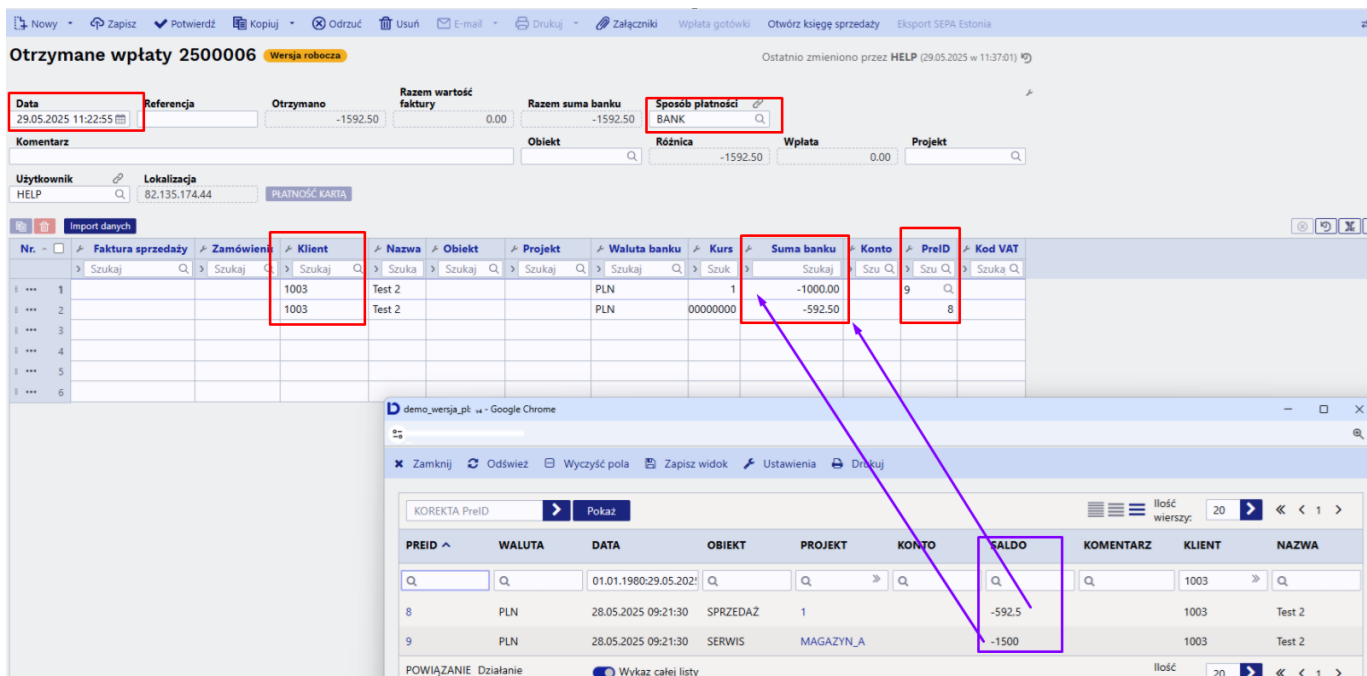 Nowy Zapisz Potwierdź Kopiuj Odrzuć Usuń E-mail Drukuj Załączniki Wpłata gotówki Otwórz księgę sprzedaży Eksport SEPA Estonia
Otrzymane wpłaty 2500006 Wersja robocza Ostatnio zmieniono przez HELP (29.05.2025 w 11:37:01)
Data Referencja Otrzymano Razem wartość faktury Razem suma banku Sposób płatności
29.05.2025 11:22:55 -1592.50 0.00 -1592.50 BANK
Komentarz Obiekt Różnica Wpłata Projekt
-1592.50 0.00
Użytkownik Lokalizacja
HELP 82.135.174.44 PŁATNOŚĆ KARTĄ
Import danych
Nr. Faktura sprzedaży Zamówieni Klient Nazwa Obiekt Projekt Waluta banku Kurs Suma banku Konto PreID Kod VAT
Szukaj Szukaj Szukaj Szuka Szukaj Szukaj Szukaj Szuk Szukaj Szu Szu Szuka
1 1003 Test 2 PLN 1 -1000.00 9
2 1003 Test 2 PLN 00000000 -592.50 8
3
4
5
6
demo_wersja_pl: v4 - Google Chrome
Zamknij Odśwież Wyczyść pola Zapisz widok Ustawienia Drukuj
KOREKTA PreID Pokaż Ilość wierszy: 20 1
PREID WALUTA DATA OBIEKT PROJEKT KONTO SALDO KOMENTARZ KLIENT NAZWA
01.01.1980:29.05.202 1003
8 PLN 28.05.2025 09:21:30 SPRZEDAŻ 1 -592.5 1003 Test 2
9 PLN 28.05.2025 09:21:30 SERWIS MAGAZYN_A -1500 1003 Test 2
POWIĄZANIE Działanie Wykaz całej listy Ilość 20 1